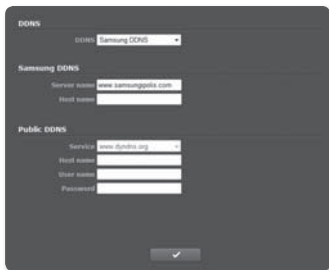 DDNS
DDNS Samsung DDNS
Samsung DDNS
Server name www.samsungipolis.com
Host name
Public DDNS
Service www.dyndns.org
Host name
User name
Password